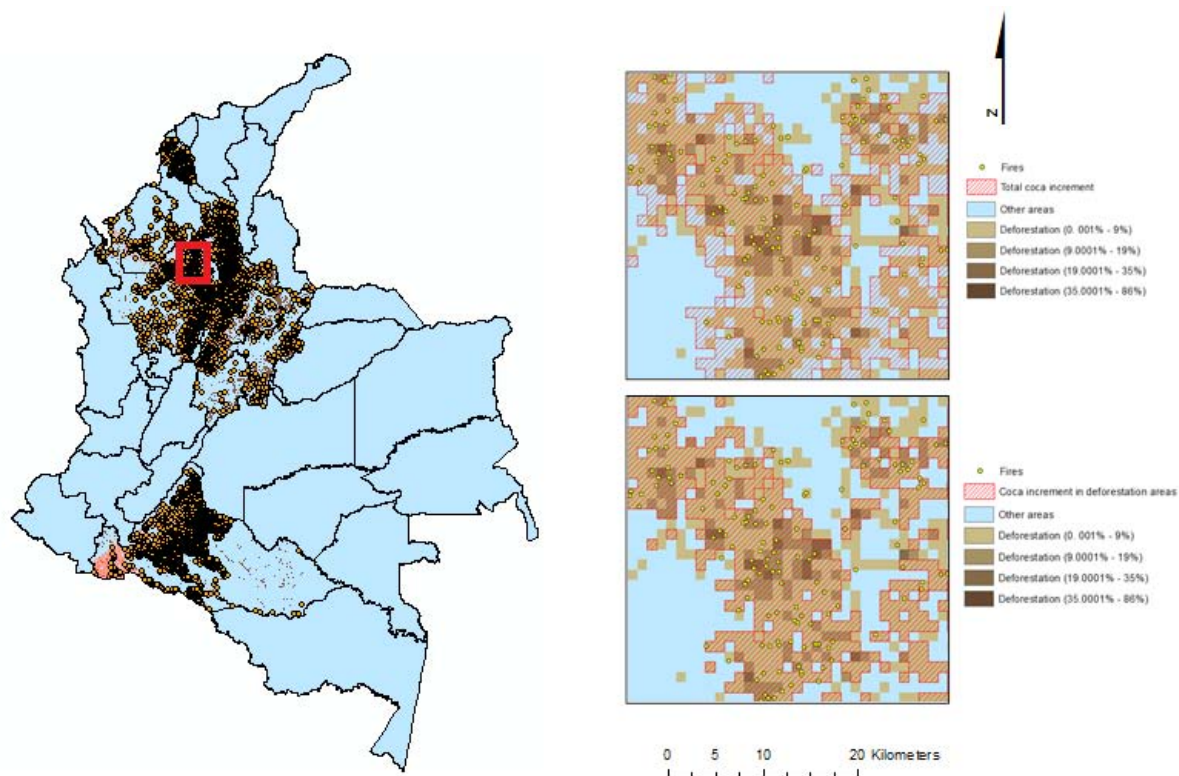 N
Fires
Total coca increment
Other areas
Deforestation (0. 001% - 9%)
Deforestation (9.0001% - 19%)
Deforestation (19.0001% - 35%)
Deforestation (35.0001% - 86%)
Fires
Coca increment in deforestation areas
Other areas
Deforestation (0. 001% - 9%)
Deforestation (9.0001% - 19%)
Deforestation (19.0001% - 35%)
Deforestation (35.0001% - 86%)
0 5 10 20 Kilometers